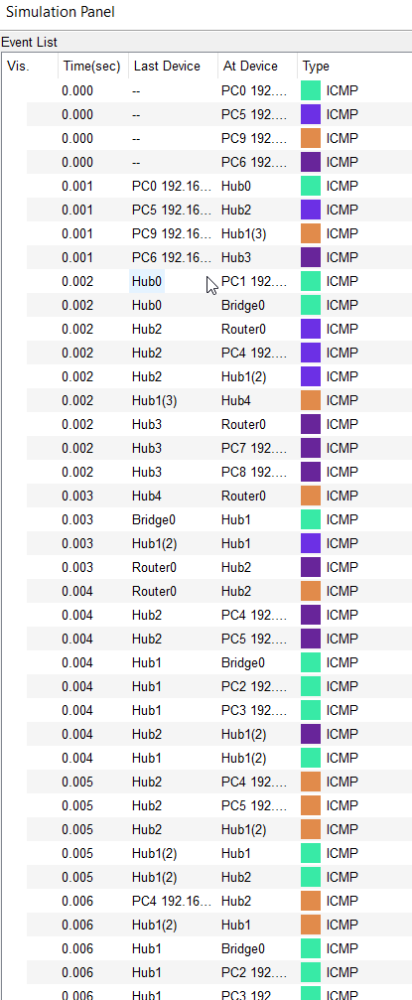 Simulation Panel
Event List
Vis. Time(sec) Last Device At Device Type
0.000 -- PC0 192.... ICMP
0.000 -- PC5 192.... ICMP
0.000 -- PC9 192.... ICMP
0.000 -- PC6 192.... ICMP
0.001 PC0 192.16... Hub0 ICMP
0.001 PC5 192.16... Hub2 ICMP
0.001 PC9 192.16... Hub1(3) ICMP
0.001 PC6 192.16... Hub3 ICMP
0.002 Hub0 PC1 192.... ICMP
0.002 Hub0 Bridge0 ICMP
0.002 Hub2 Router0 ICMP
0.002 Hub2 PC4 192.... ICMP
0.002 Hub2 Hub1(2) ICMP
0.002 Hub1(3) Hub4 ICMP
0.002 Hub3 Router0 ICMP
0.002 Hub3 PC7 192.... ICMP
0.002 Hub3 PC8 192.... ICMP
0.003 Hub4 Router0 ICMP
0.003 Bridge0 Hub1 ICMP
0.003 Hub1(2) Hub1 ICMP
0.003 Router0 Hub2 ICMP
0.004 Router0 Hub2 ICMP
0.004 Hub2 PC4 192.... ICMP
0.004 Hub2 PC5 192.... ICMP
0.004 Hub1 Bridge0 ICMP
0.004 Hub1 PC2 192.... ICMP
0.004 Hub1 PC3 192.... ICMP
0.004 Hub2 Hub1(2) ICMP
0.004 Hub1 Hub1(2) ICMP
0.005 Hub2 PC4 192.... ICMP
0.005 Hub2 PC5 192.... ICMP
0.005 Hub2 Hub1(2) ICMP
0.005 Hub1(2) Hub1 ICMP
0.005 Hub1(2) Hub2 ICMP
0.006 PC4 192.16... Hub2 ICMP
0.006 Hub1(2) Hub1 ICMP
0.006 Hub1 Bridge0 ICMP
0.006 Hub1 PC2 192.... ICMP
0.006 Hub1 PC3 192.... ICMP